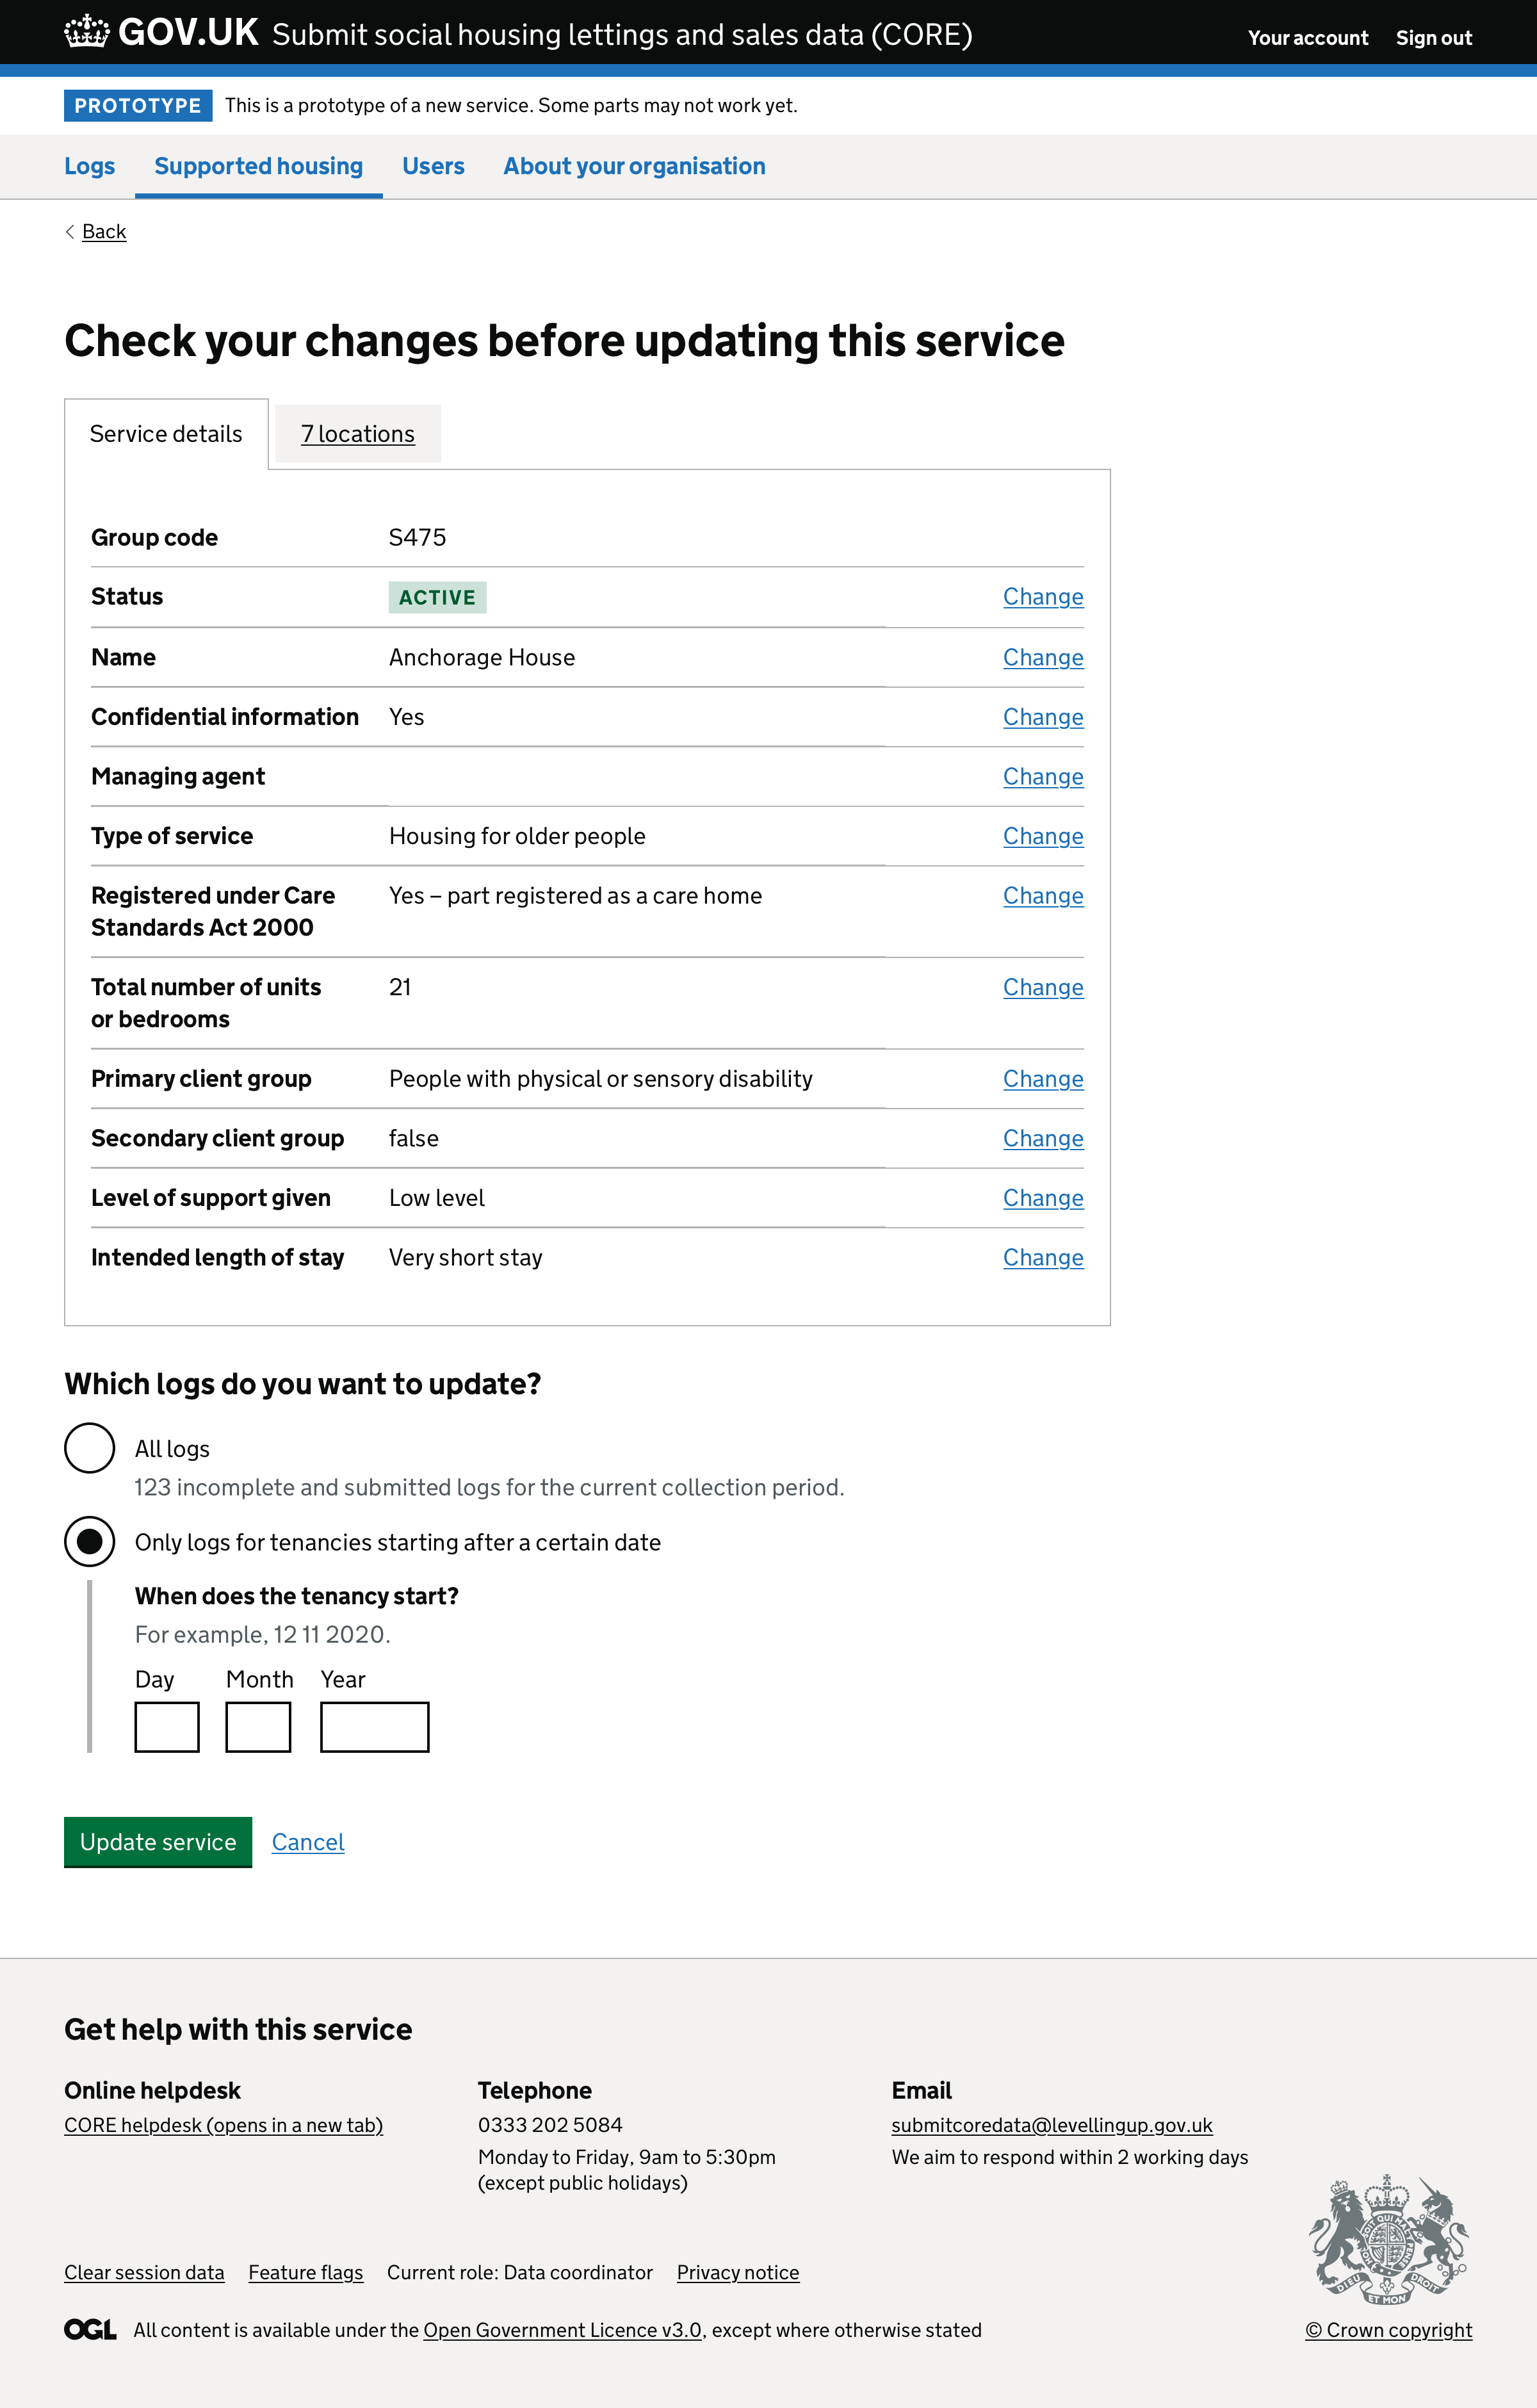 GOV.UK Submit social housing lettings and sales data (CORE)
Your account Sign out
PROTOTYPE This is a prototype of a new service. Some parts may not work yet.
Logs Supported housing Users About your organisation
Back
Check your changes before updating this service
Service details 7 locations
Group code S475
Status ACTIVE Change
Name Anchorage House Change
Confidential information Yes Change
Managing agent Change
Type of service Housing for older people Change
Registered under Care Yes – part registered as a care home Change
Standards Act 2000
Total number of units 21 Change
or bedrooms
Primary client group People with physical or sensory disability Change
Secondary client group false Change
Level of support given Low level Change
Intended length of stay Very short stay Change
Which logs do you want to update?
All logs
123 incomplete and submitted logs for the current collection period.
Only logs for tenancies starting after a certain date
When does the tenancy start?
For example, 12 11 2020.
Day Month Year
Update service Cancel
Get help with this service
Online helpdesk
CORE helpdesk (opens in a new tab)
Telephone
0333 202 5084
Monday to Friday, 9am to 5:30pm
(except public holidays)
Email
submitcoredata@levellingup.gov.uk
We aim to respond within 2 working days
Clear session data Feature flags Current role: Data coordinator Privacy notice
OGL All content is available under the Open Government Licence v3.0, except where otherwise stated
DIEU ET MON DROIT
© Crown copyright